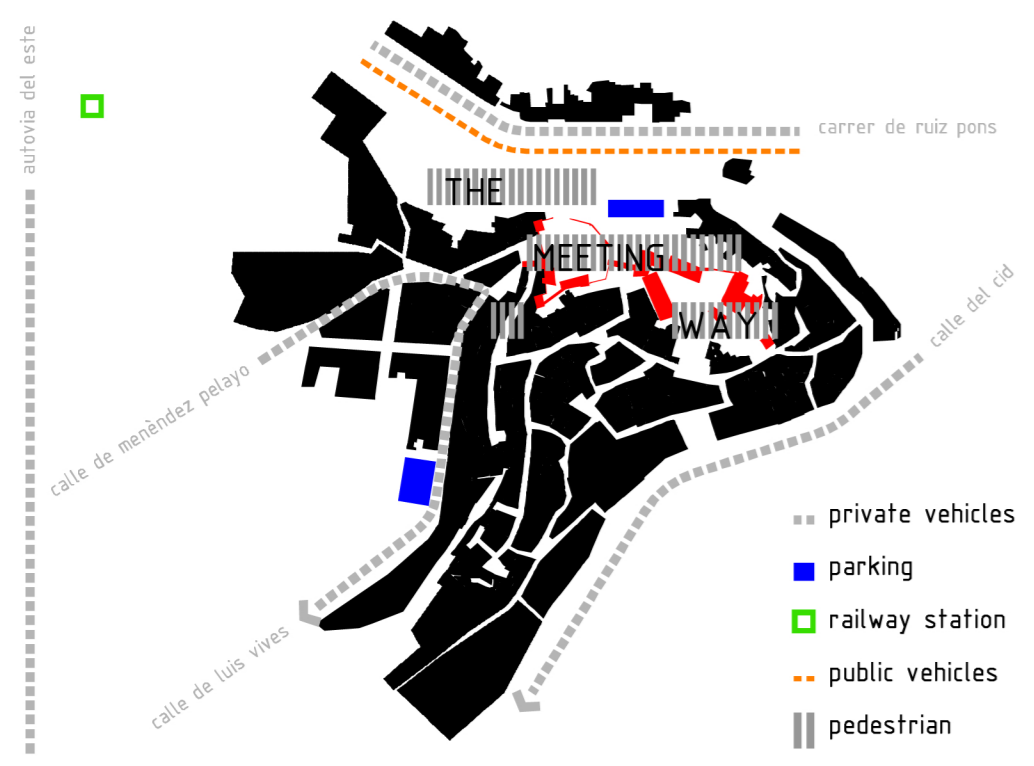 autovia del este
carrer de ruiz pons
THE
MEETING
WAY
calle del cid
calle de menèndez pelayo
calle de luis vives
private vehicles
parking
railway station
public vehicles
pedestrian